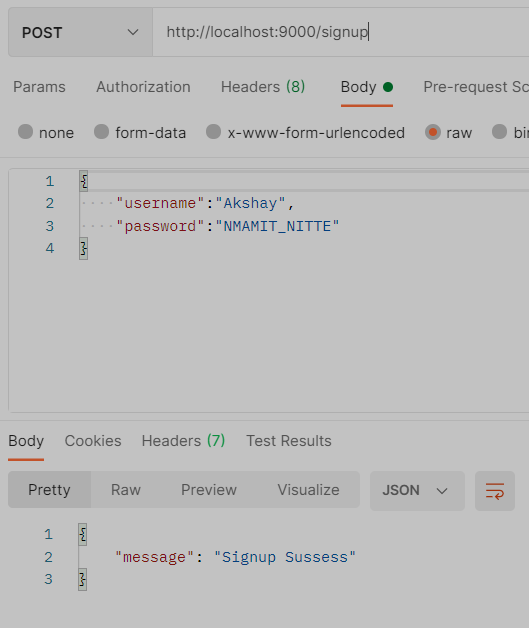 POST http://localhost:9000/signup
Params Authorization Headers (8) Body Pre-request Sc
none form-data x-www-form-urlencoded raw bin
1 {
2 "username":"Akshay",
3 "password":"NMAMIT_NITTE"
4 }
Body Cookies Headers (7) Test Results
Pretty Raw Preview Visualize JSON
1 {
2 "message": "Signup Sussess"
3 }